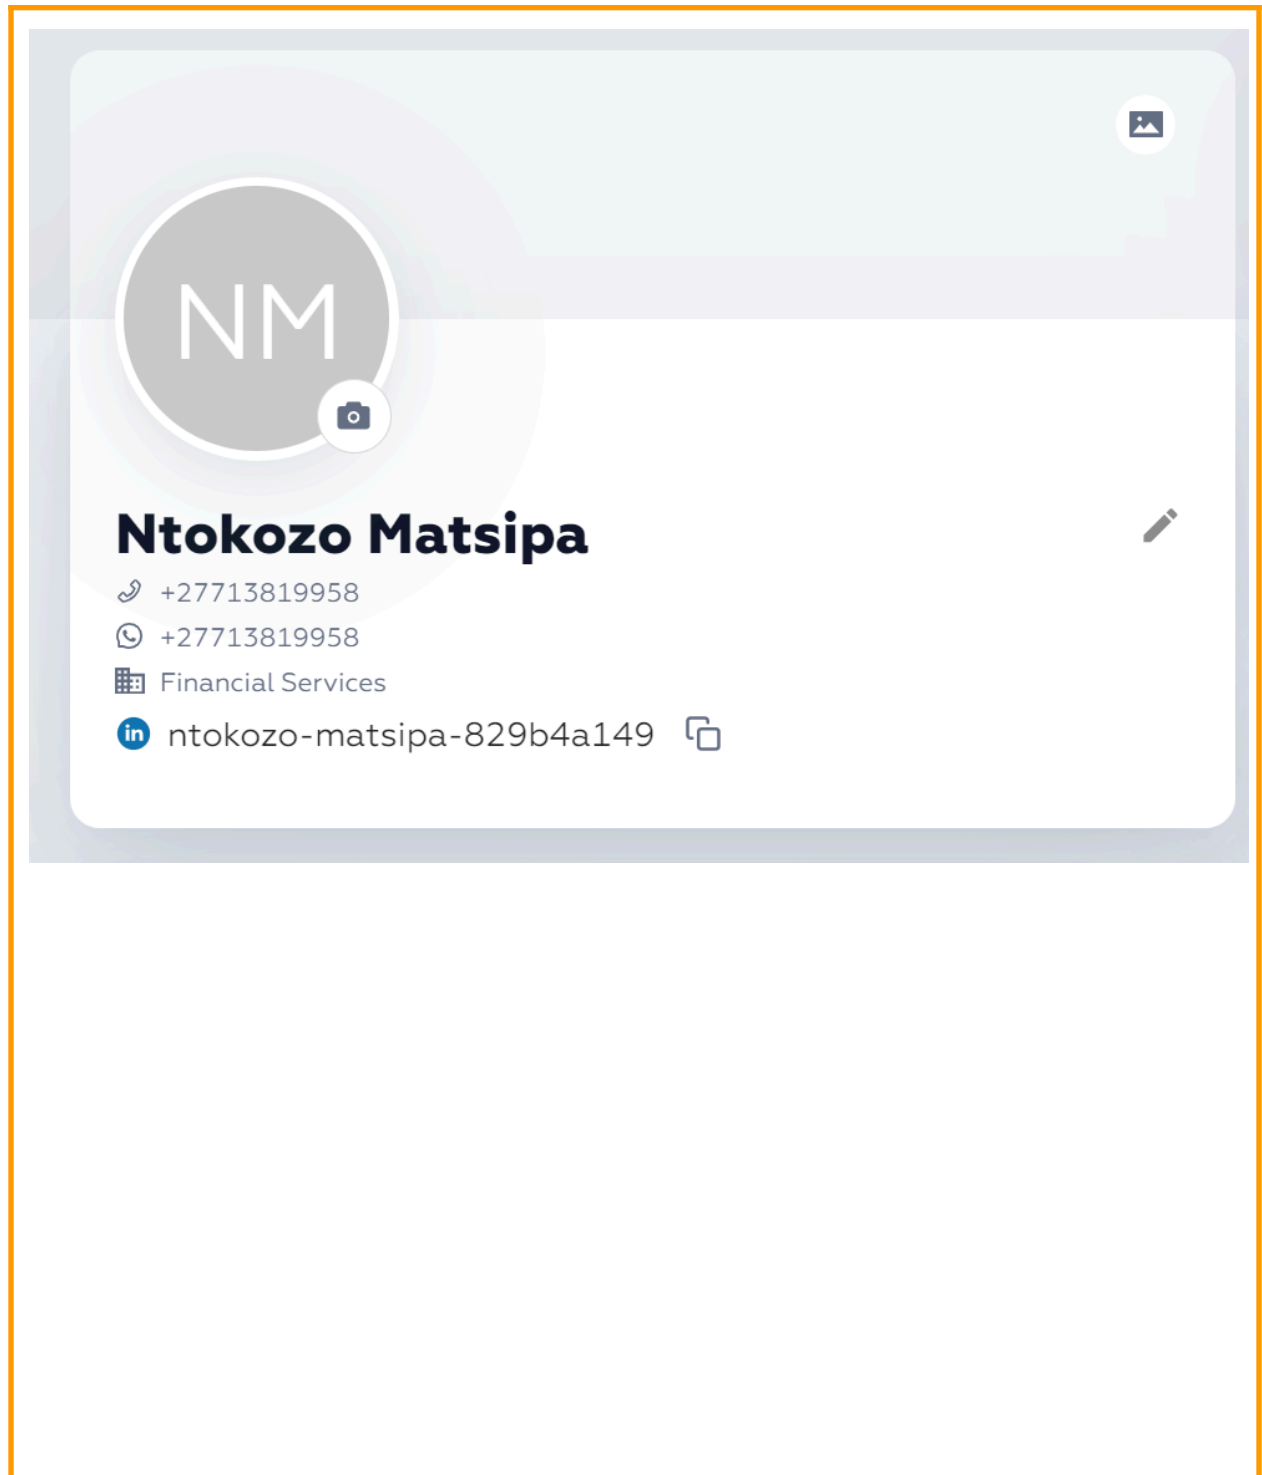 NM
Ntokozo Matsipa
+27713819958
+27713819958
Financial Services
in ntokozo-matsipa-829b4a149